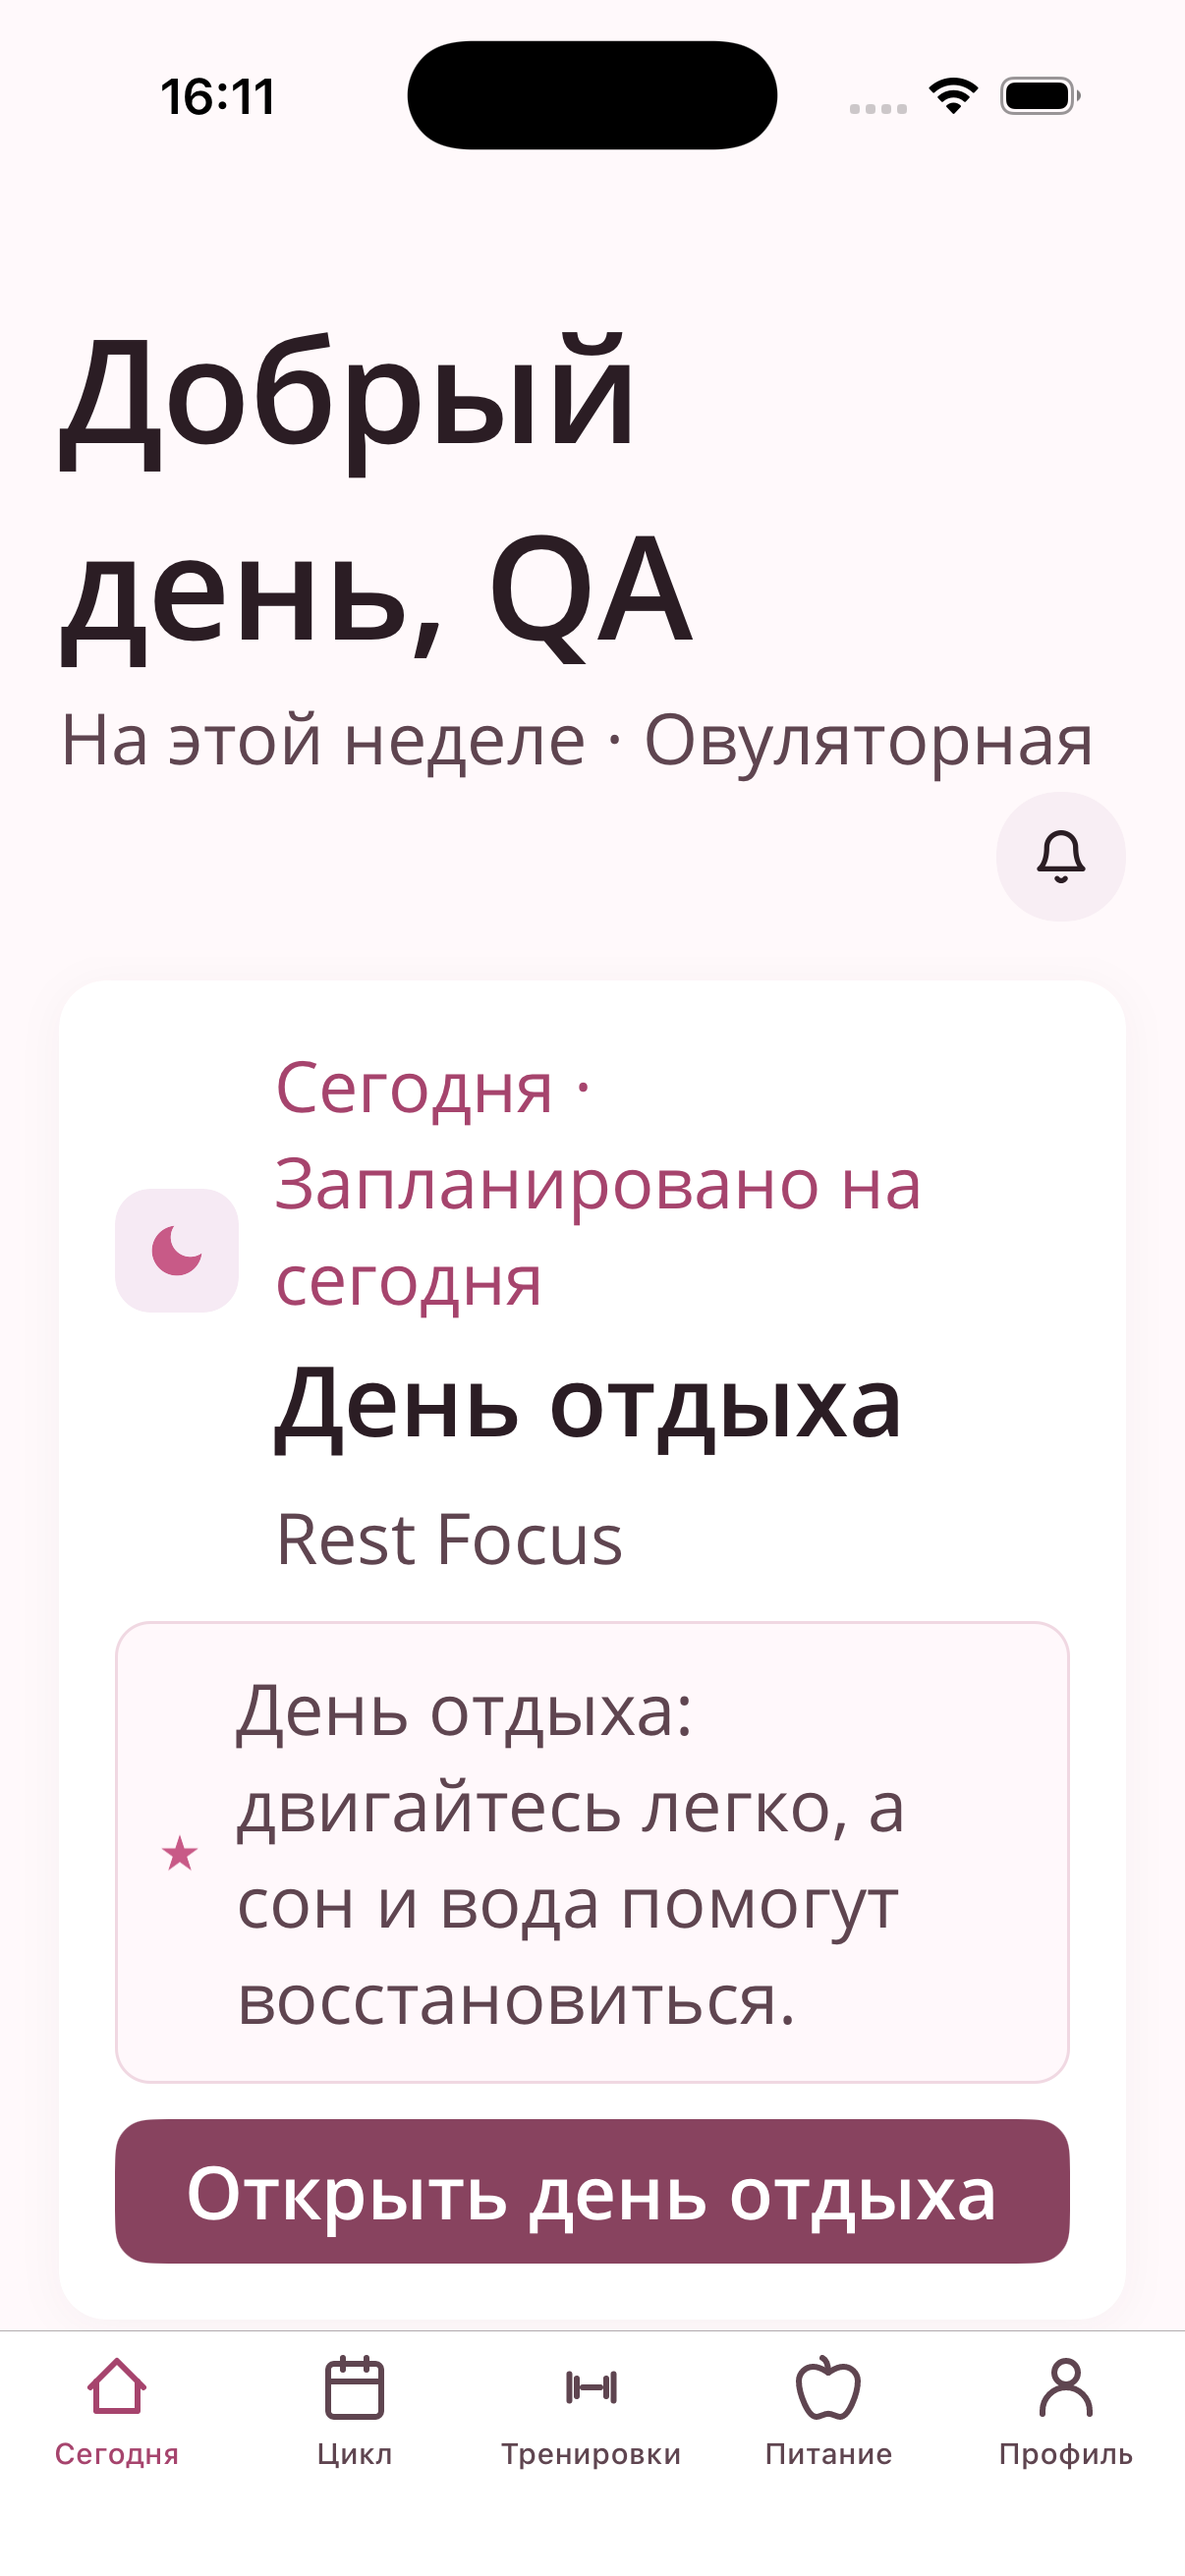 16:11
Добрый
день, QA
На этой неделе · Овуляторная
Сегодня ·
Запланировано на
сегодня
День отдыха
Rest Focus
День отдыха:
двигайтесь легко, а
сон и вода помогут
восстановиться.
Открыть день отдыха
Сегодня
Цикл
Тренировки
Питание
Профиль